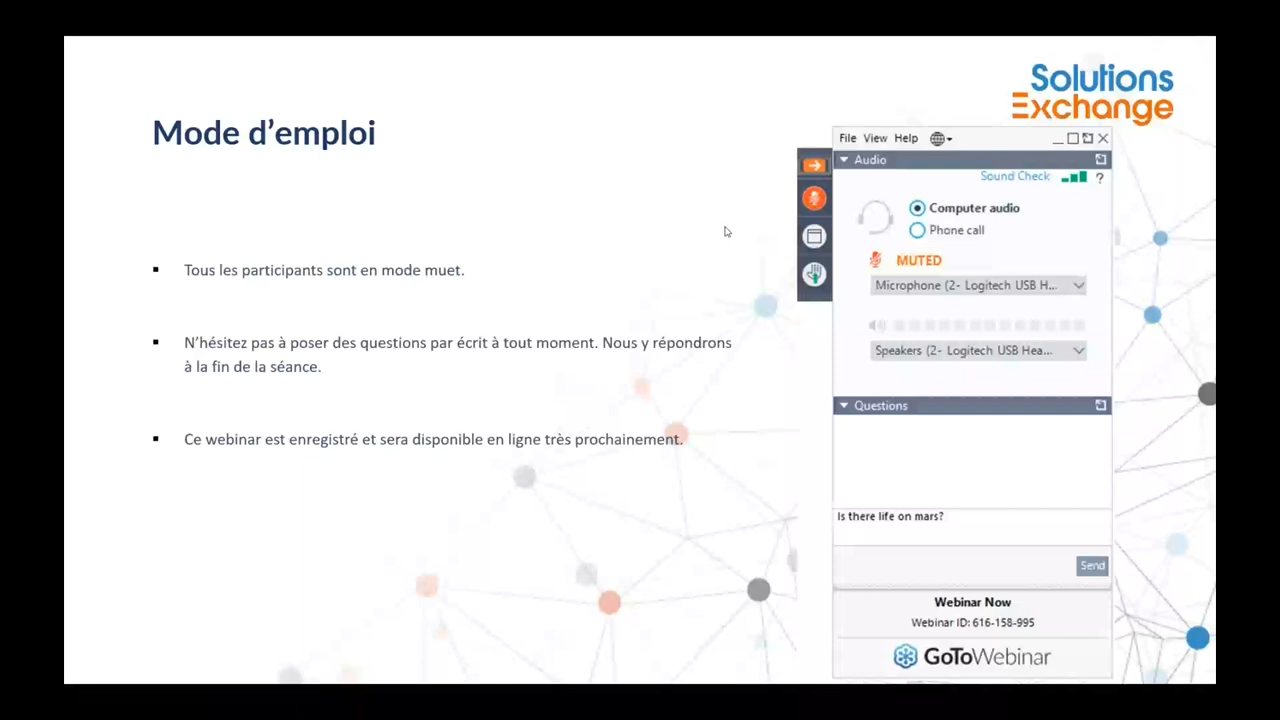 Solutions
Exchange
Mode d’emploi
▪ Tous les participants sont en mode muet.
▪ N’hésitez pas à poser des questions par écrit à tout moment. Nous y répondrons
à la fin de la séance.
▪ Ce webinar est enregistré et sera disponible en ligne très prochainement.
File View Help
Audio
Sound Check ?
Computer audio
Phone call
MUTED
Microphone (2- Logitech USB H...
Speakers (2- Logitech USB Hea...
Questions
Is there life on mars?
Send
Webinar Now
Webinar ID: 616-158-995
GoToWebinar